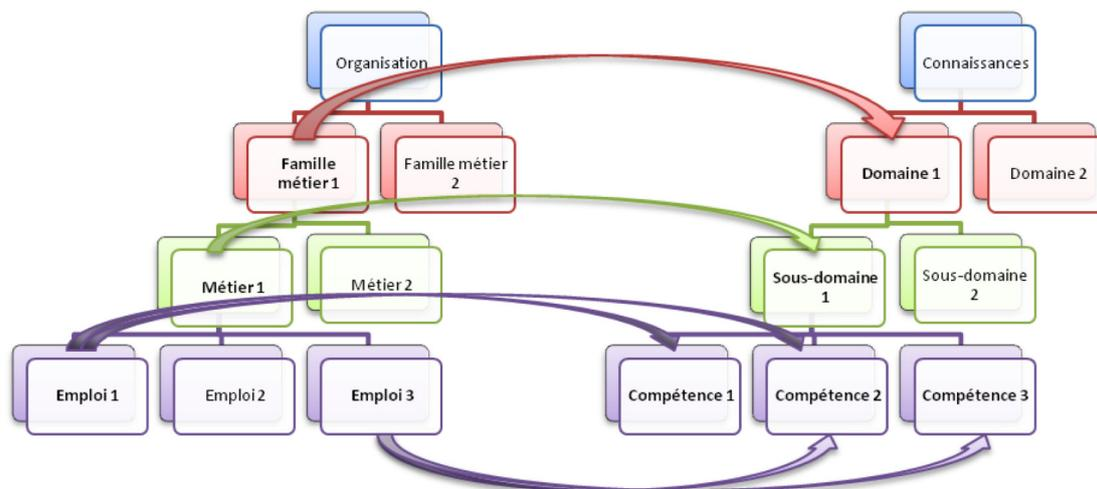 Organisation
Connaissances
Famille
métier 1
Famille métier
2
Domaine 1
Domaine 2
Métier 1
Métier 2
Sous-domaine
1
Sous-domaine
2
Emploi 1
Emploi 2
Emploi 3
Compétence 1
Compétence 2
Compétence 3